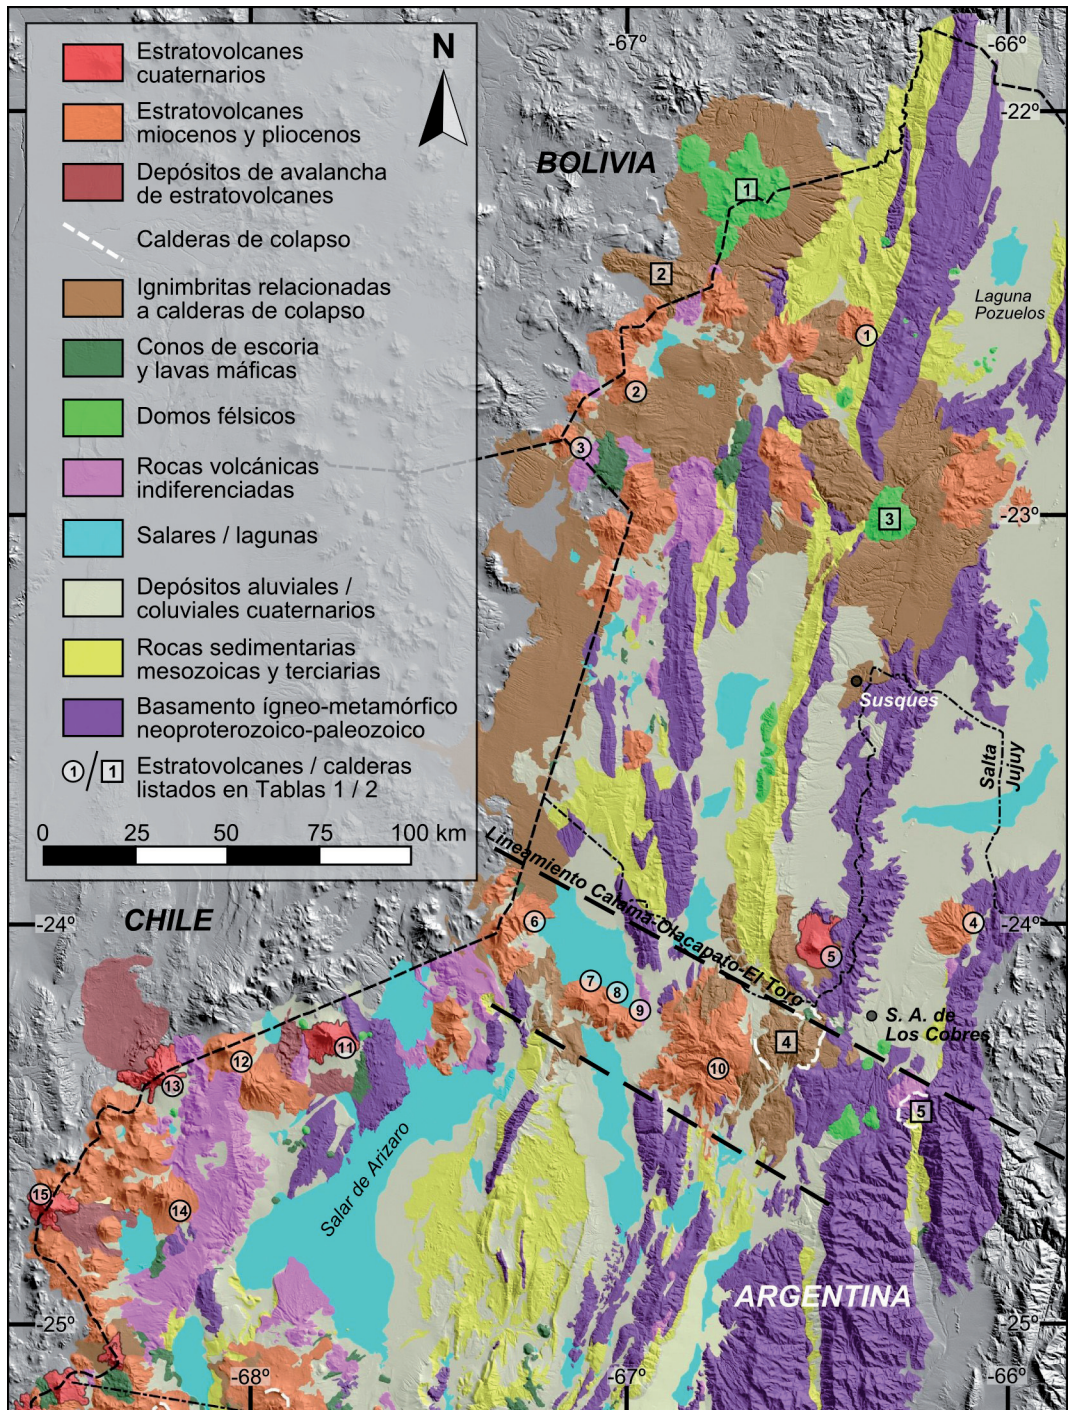 Estratovolcanes
cuaternarios
Estratovolcanes
miocenos y pliocenos
Depósitos de avalancha
de estratovolcanes
Calderas de colapso
Ignimbritas relacionadas
a calderas de colapso
Conos de escoria
y lavas máficas
Domos félsicos
Rocas volcánicas
indiferenciadas
Salares / lagunas
Depósitos aluviales /
coluviales cuaternarios
Rocas sedimentarias
mesozoicas y terciarias
Basamento ígneo-metamórfico
neoproterozoico-paleozoico
1 / 1 Estratovolcanes / calderas
listados en Tablas 1 / 2
0 25 50 75 100 km
N
-67º
-66º
-22º
BOLIVIA
1
2
Laguna
Pozuelos
1
2
3
3
-23º
Susques
Salta
Jujuy
Lineamiento Calama-Olacapato-El Toro
CHILE
-24º
6
4
-24º
5
7
8
9
S. A. de
Los Cobres
4
11
12
10
13
5
15
14
Salar de Arizaro
ARGENTINA
-25º
-25º
-68º
-67º
-66º